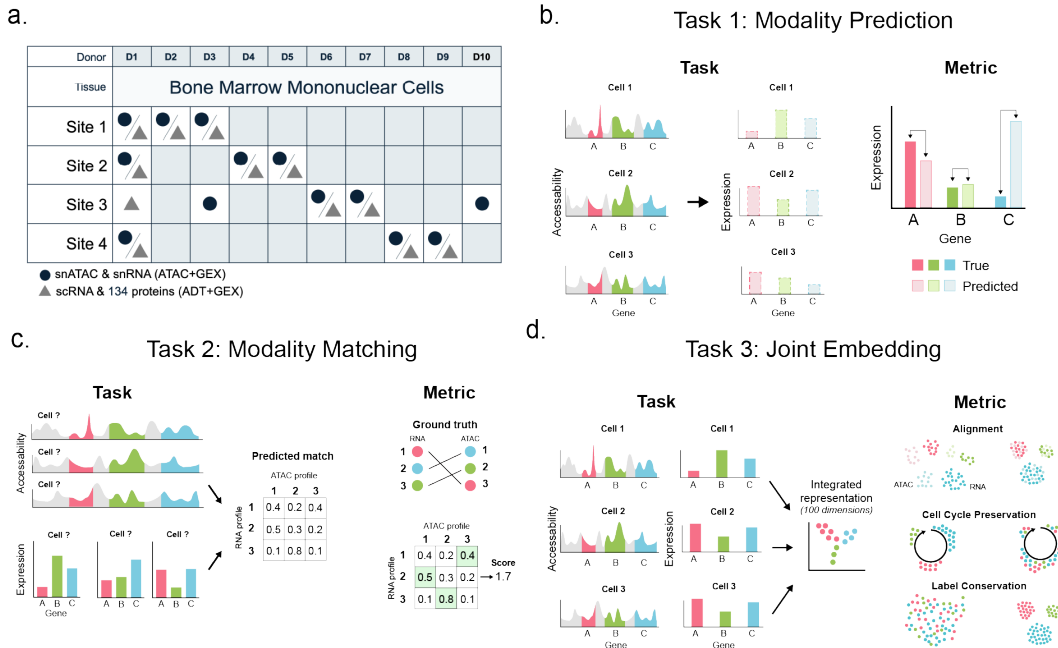 a.
Donor D1 D2 D3 D4 D5 D6 D7 D8 D9 D10
Tissue Bone Marrow Mononuclear Cells
Site 1
Site 2
Site 3
Site 4
snATAC & snRNA (ATAC+GEX)
scRNA & 134 proteins (ADT+GEX)
b.
Task 1: Modality Prediction
Task
Metric
Cell 1
Cell 1
A B C
A B C
Cell 2
Cell 2
A B C
A B C
Cell 3
Cell 3
A B C
A B C
Gene
Gene
Accessability
Expression
Expression
A B C
Gene
True
Predicted
c.
Task 2: Modality Matching
Task
Metric
Cell ?
Cell ?
Cell ?
Accessability
Cell ?
Cell ?
Cell ?
Expression
A B C
A B C
A B C
Gene
Predicted match
ATAC profile
1 2 3
RNA profile
1 0.4 0.2 0.4
2 0.5 0.3 0.2
3 0.1 0.8 0.1
Ground truth
RNA ATAC
1 1
2 2
3 3
ATAC profile
1 2 3
RNA profile
1 0.4 0.2 0.4
2 0.5 0.3 0.2
3 0.1 0.8 0.1
Score
1.7
d.
Task 3: Joint Embedding
Task
Metric
Cell 1
Cell 1
A B C
A B C
Cell 2
Cell 2
A B C
A B C
Cell 3
Cell 3
A B C
A B C
Gene
Gene
Accessability
Expression
Integrated
representation
(100 dimensions)
Alignment
ATAC
RNA
Cell Cycle Preservation
Label Conservation